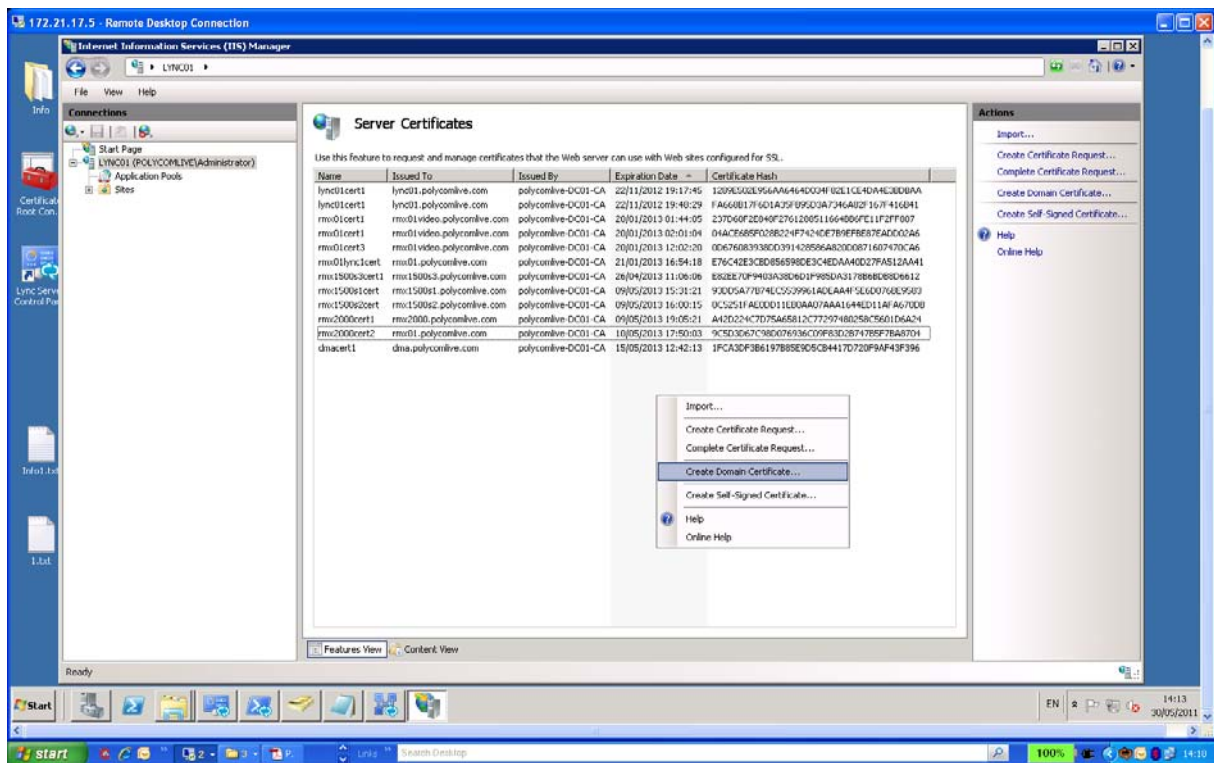 172.21.17.5 - Remote Desktop Connection
Internet Information Services (IIS) Manager
LYNC01
File View Help
Info
Connections
Start Page
LYNC01 (POLYCOMLIVE\Administrator)
Application Pools
Sites
Certificat
Root Con.
Lync Serve
Control Pan
Info1.txt
1.txt
Server Certificates
Use this feature to request and manage certificates that the Web server can use with Web sites configured for SSL.
Name Issued To Issued By Expiration Date Certificate Hash
lync01cert1 lync01.polycomlive.com polycomlive-DC01-CA 22/11/2012 19:17:45
lync01cert1 lync01.polycomlive.com polycomlive-DC01-CA 22/11/2012 19:40:29
rmx01cert1 rmx01video.polycomlive.com polycomlive-DC01-CA 20/01/2013 01:44:05
rmx01cert1 rmx01video.polycomlive.com polycomlive-DC01-CA 20/01/2013 02:01:04
rmx01cert3 rmx01video.polycomlive.com polycomlive-DC01-CA 20/01/2013 12:02:20
rmx01lync1cert rmx01.polycomlive.com polycomlive-DC01-CA 21/01/2013 16:54:18
rmx1500s3cert1 rmx1500s3.polycomlive.com polycomlive-DC01-CA 26/04/2013 11:06:06
rmx1500s1cert rmx1500s1.polycomlive.com polycomlive-DC01-CA 09/05/2013 15:31:21
rmx1500s2cert rmx1500s2.polycomlive.com polycomlive-DC01-CA 09/05/2013 16:00:15
rmx2000cert1 rmx2000.polycomlive.com polycomlive-DC01-CA 09/05/2013 19:05:21
rmx2000cert2 rmx01.polycomlive.com polycomlive-DC01-CA 10/05/2013 17:50:03
dmacert1 dma.polycomlive.com polycomlive-DC01-CA 15/05/2013 12:42:13
Import...
Create Certificate Request...
Complete Certificate Request...
Create Domain Certificate...
Create Self-Signed Certificate...
Help
Online Help
Actions
Import...
Create Certificate Request...
Complete Certificate Request...
Create Domain Certificate...
Create Self-Signed Certificate...
Help
Online Help
Features View Content View
Ready
Start
EN
14:13
30/05/2011
start
2
3
P.
Links
Search Desktop
100%
14:10